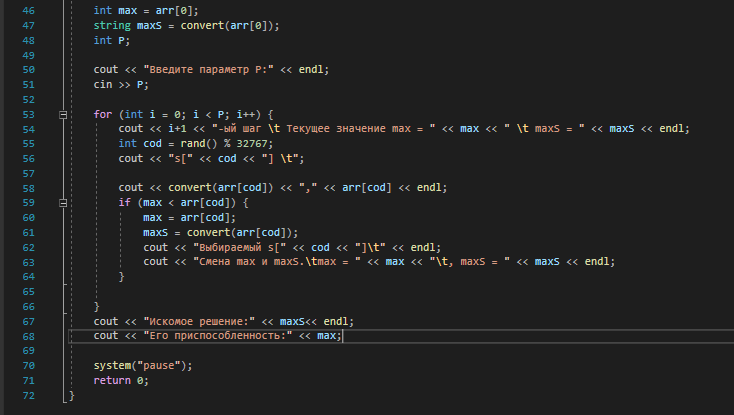 46 int max = arr[0];
47 string maxS = convert(arr[0]);
48 int P;
49
50 cout << "Введите параметр P:" << endl;
51 cin >> P;
52
53 for (int i = 0; i < P; i++) {
54 cout << i+1 << "-ый шаг \t Текущее значение max = " << max << " \t maxS = " << maxS << endl;
55 int cod = rand() % 32767;
56 cout << "s[" << cod << "] \t";
57
58 cout << convert(arr[cod]) << "," << arr[cod] << endl;
59 if (max < arr[cod]) {
60 max = arr[cod];
61 maxS = convert(arr[cod]);
62 cout << "Выбираемый s[" << cod << "]\t" << endl;
63 cout << "Смена max и maxS.\tmax = " << max << "\t, maxS = " << maxS << endl;
64 }
65
66 }
67 cout << "Искомое решение:" << maxS<< endl;
68 cout << "Его приспособленность:" << max;
69
70 system("pause");
71 return 0;
72 }